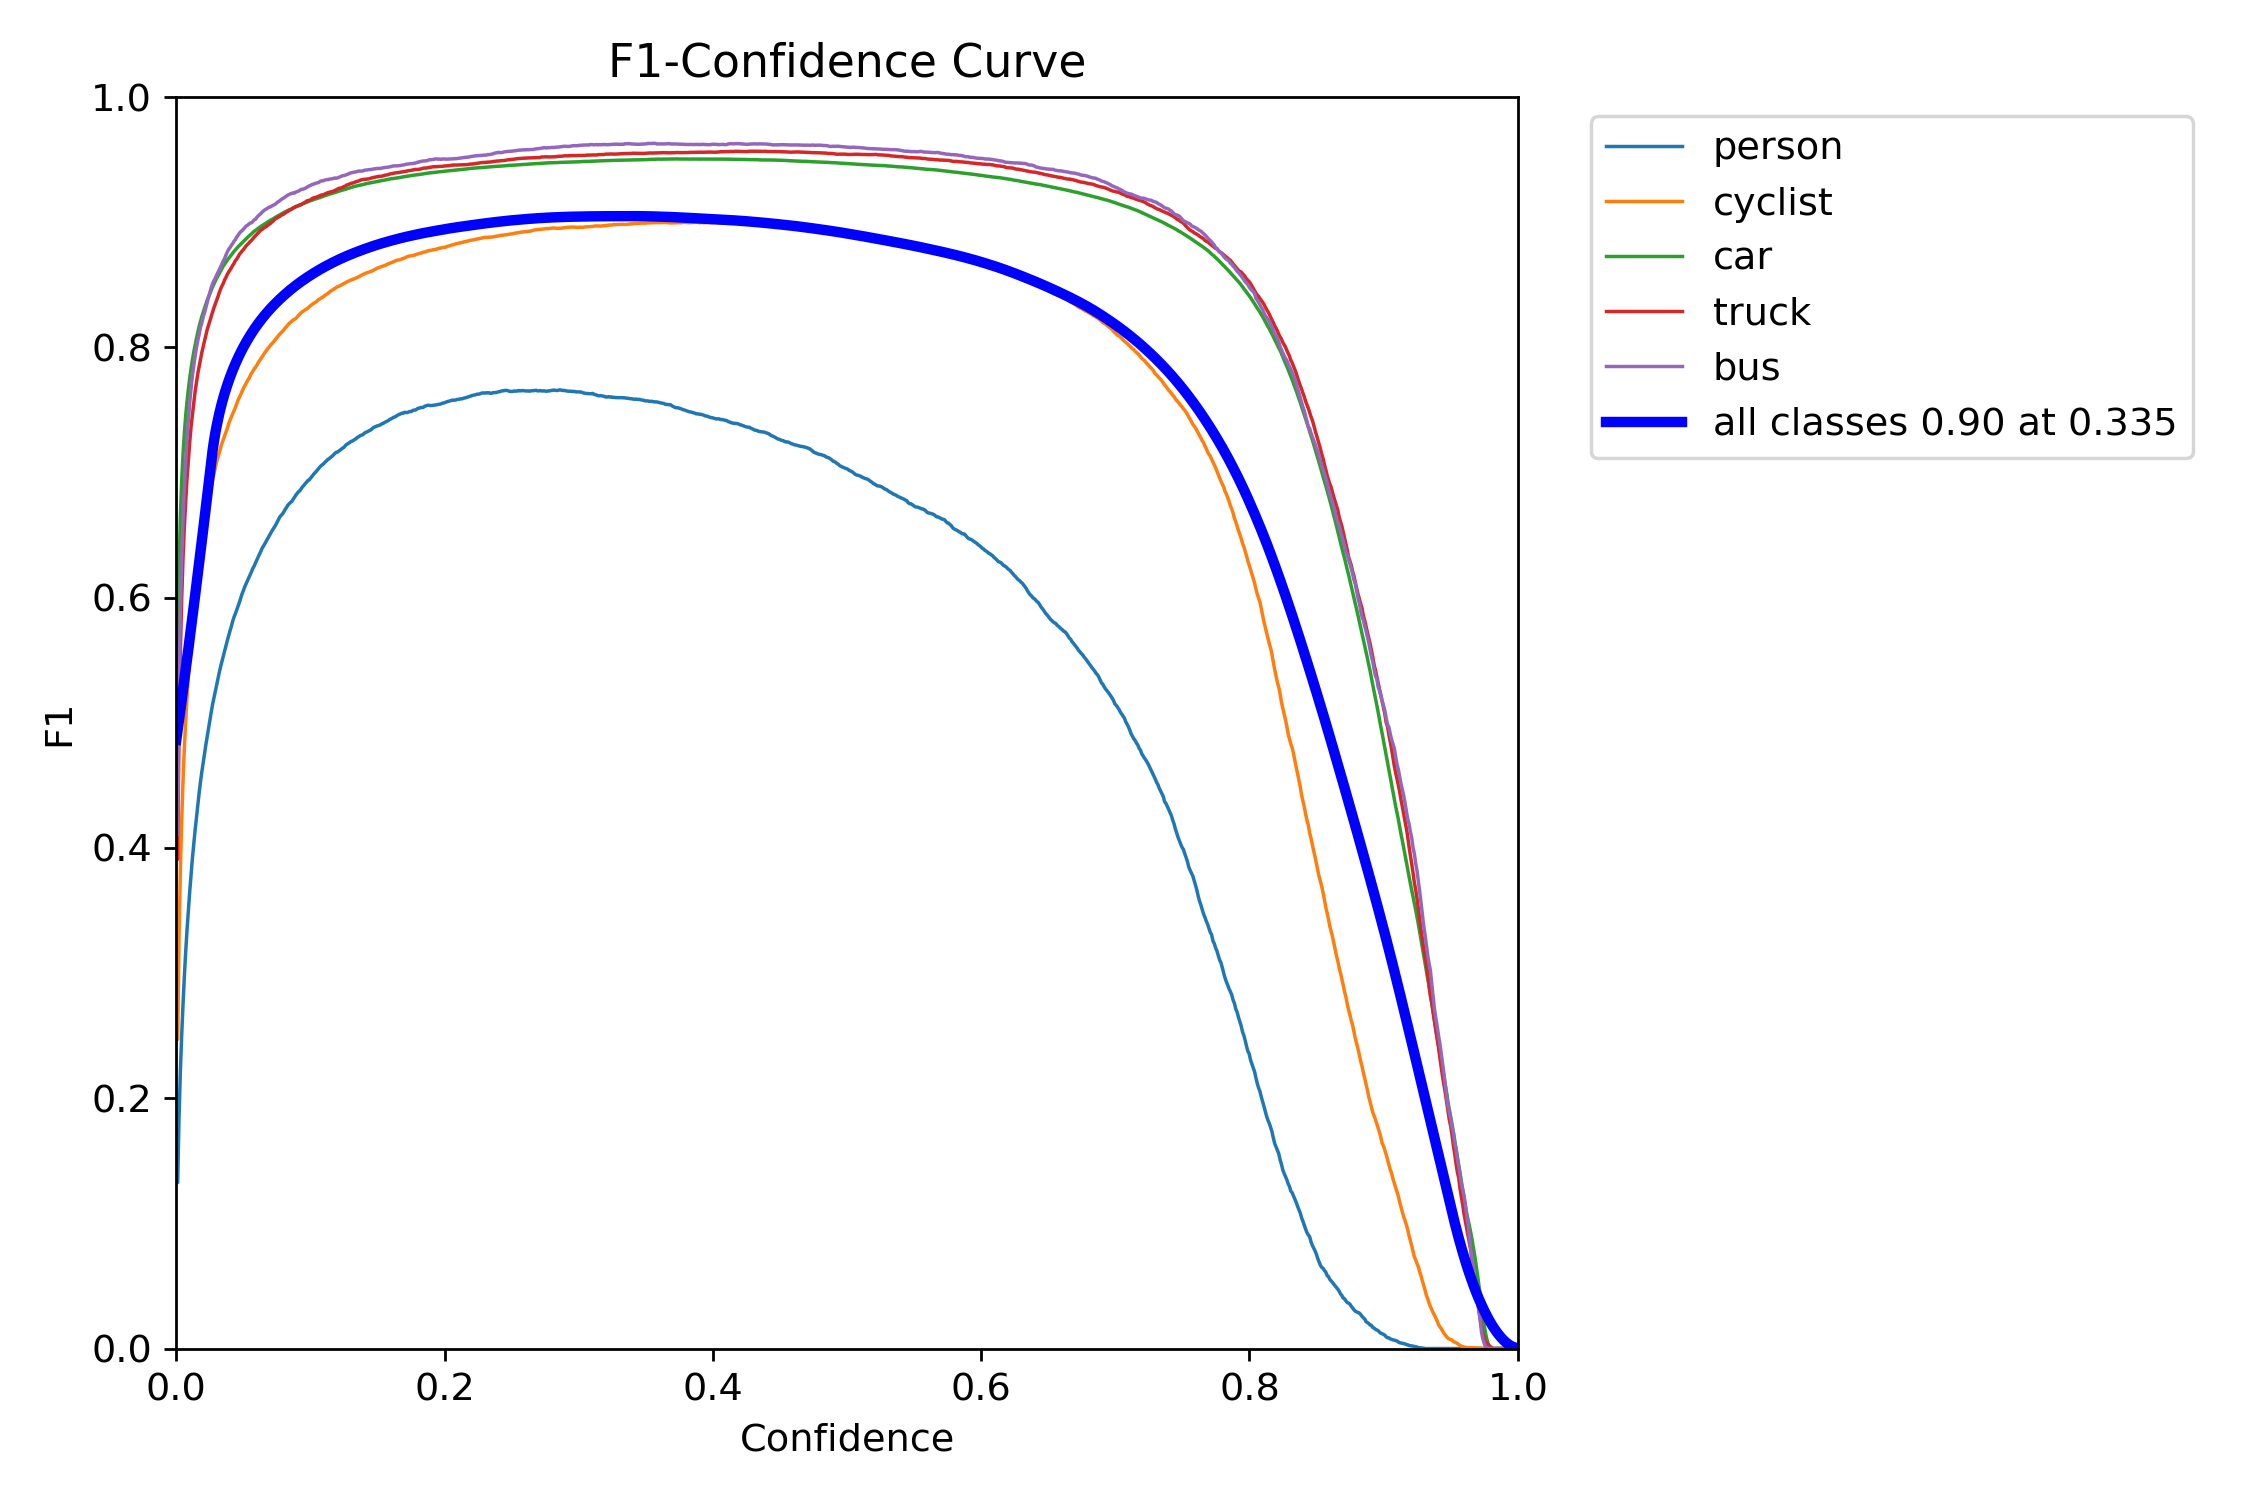 F1-Confidence Curve
1.0
0.8
0.6
0.4
0.2
0.0
F1
0.0 0.2 0.4 0.6 0.8 1.0
Confidence
person
cyclist
car
truck
bus
all classes 0.90 at 0.335